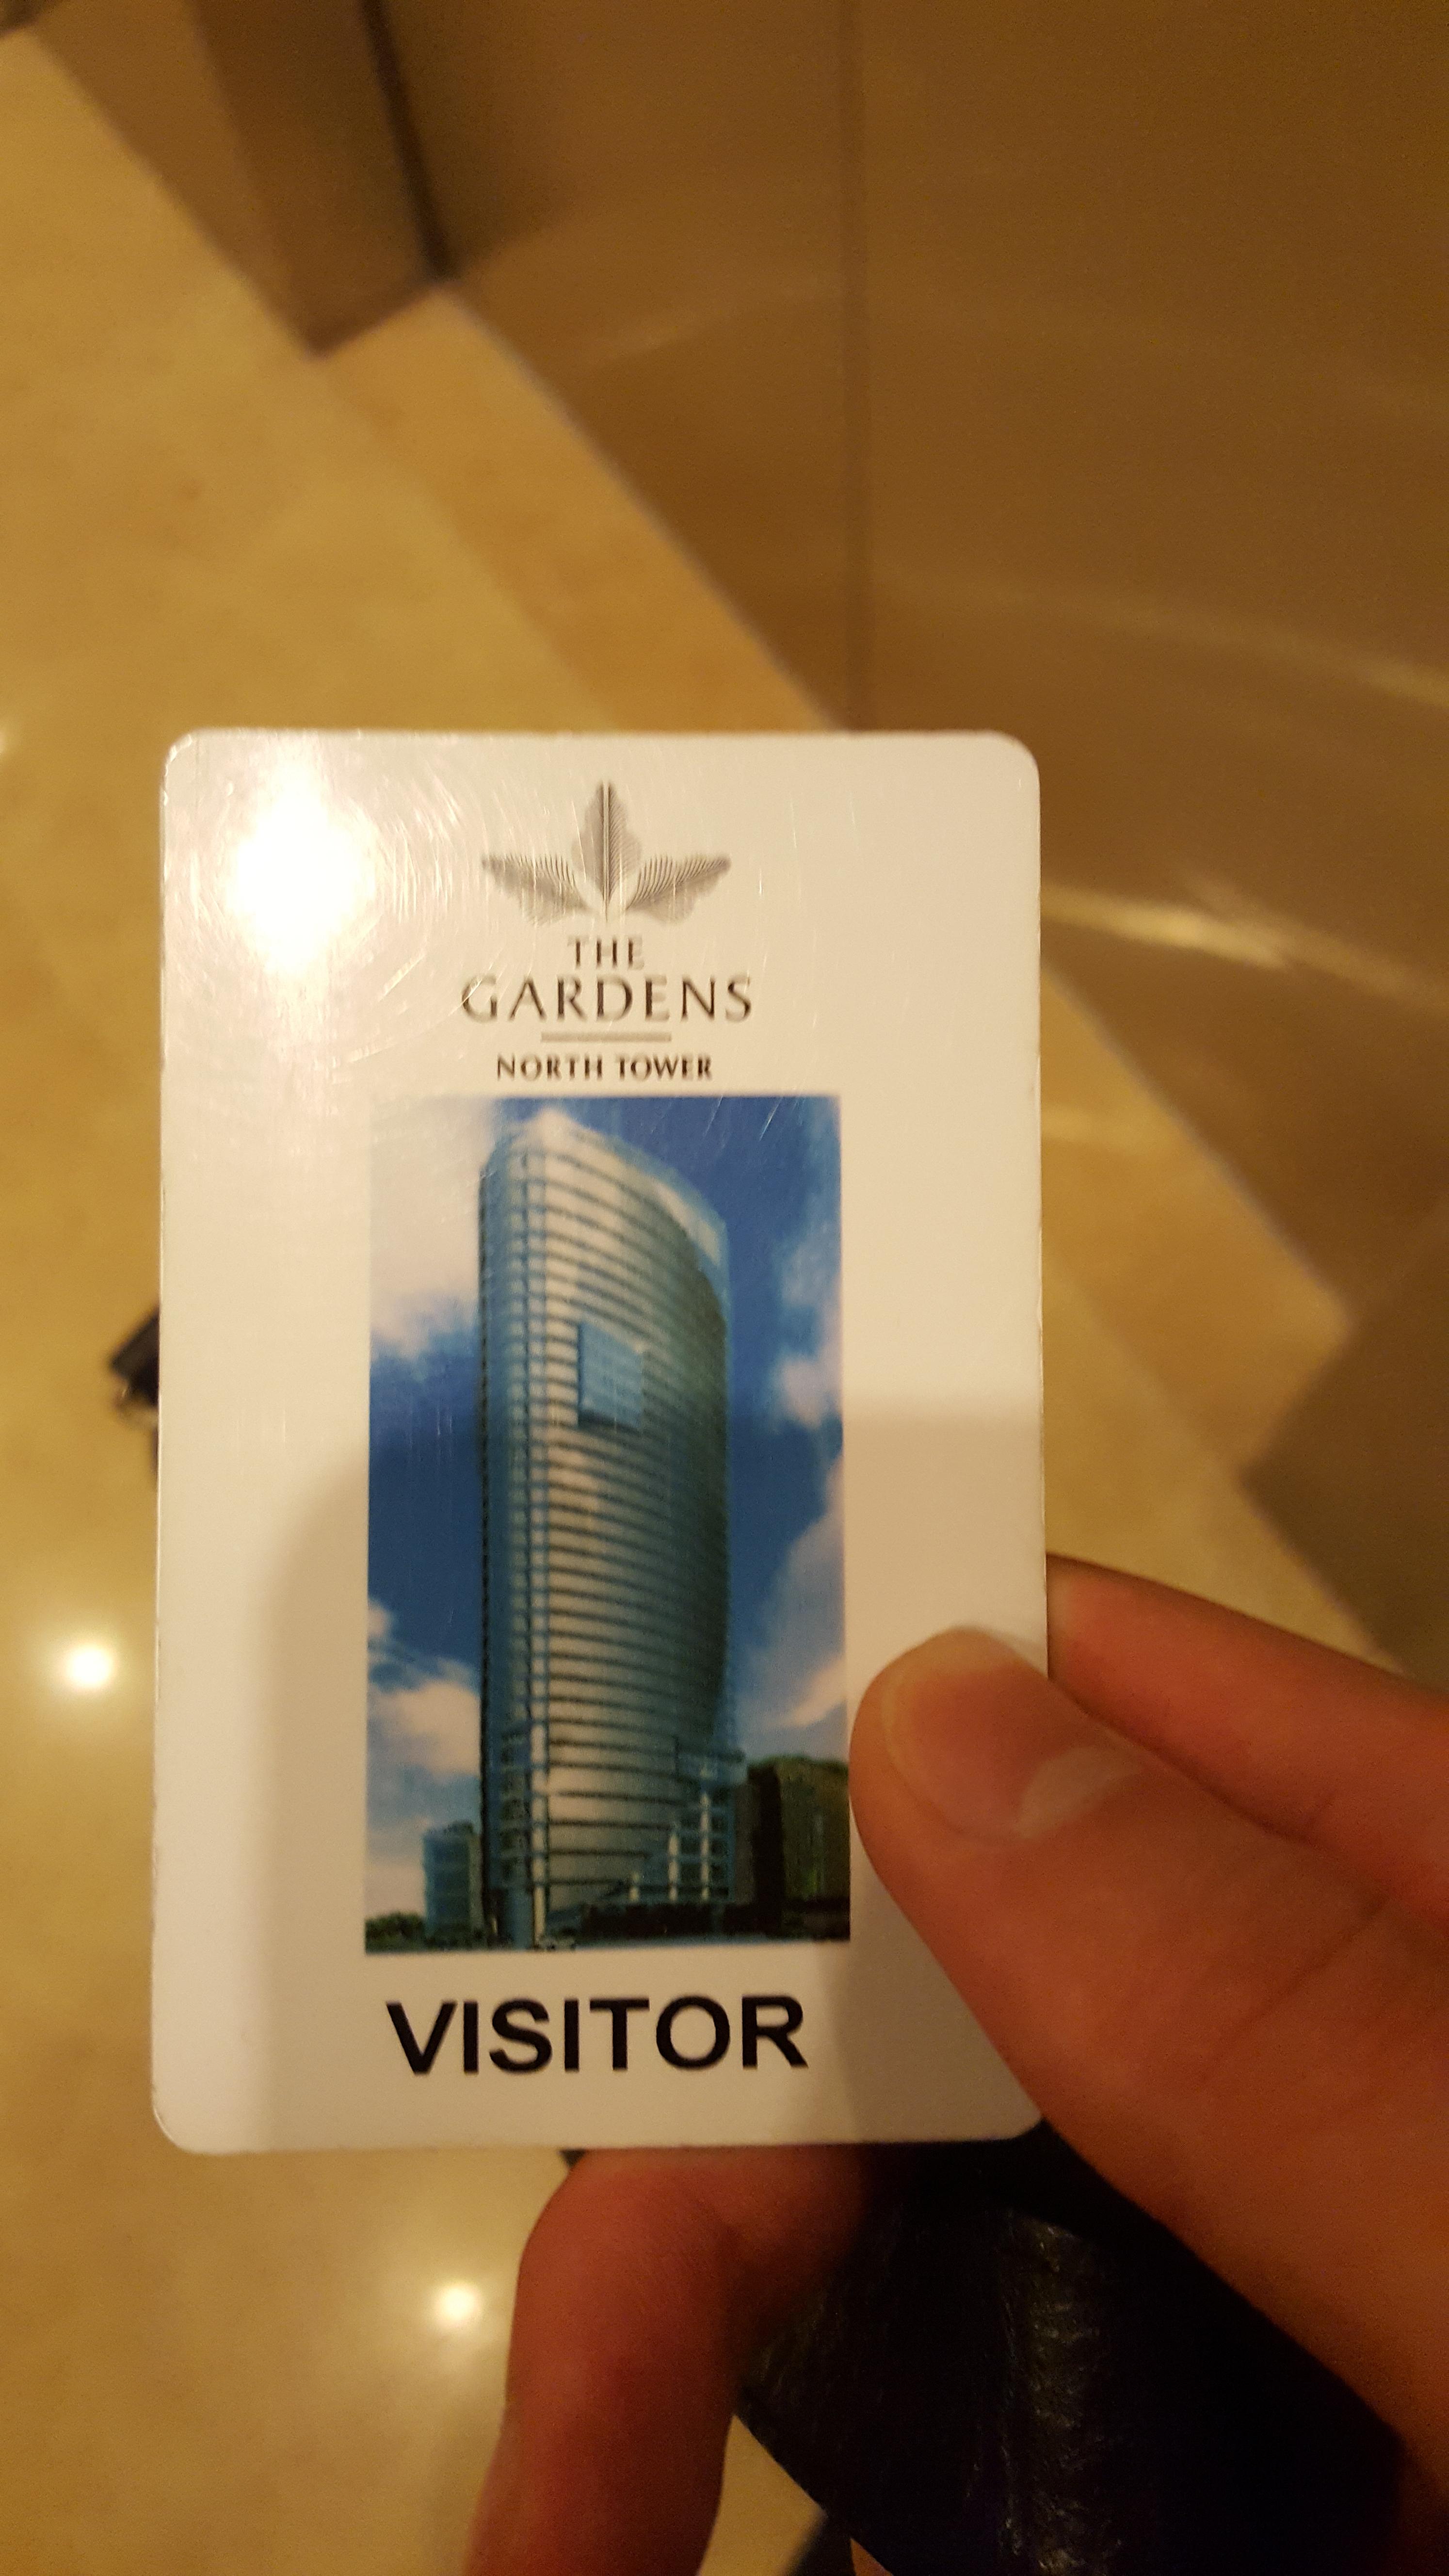 THE
GARDENS
NORTH TOWER
VISITOR